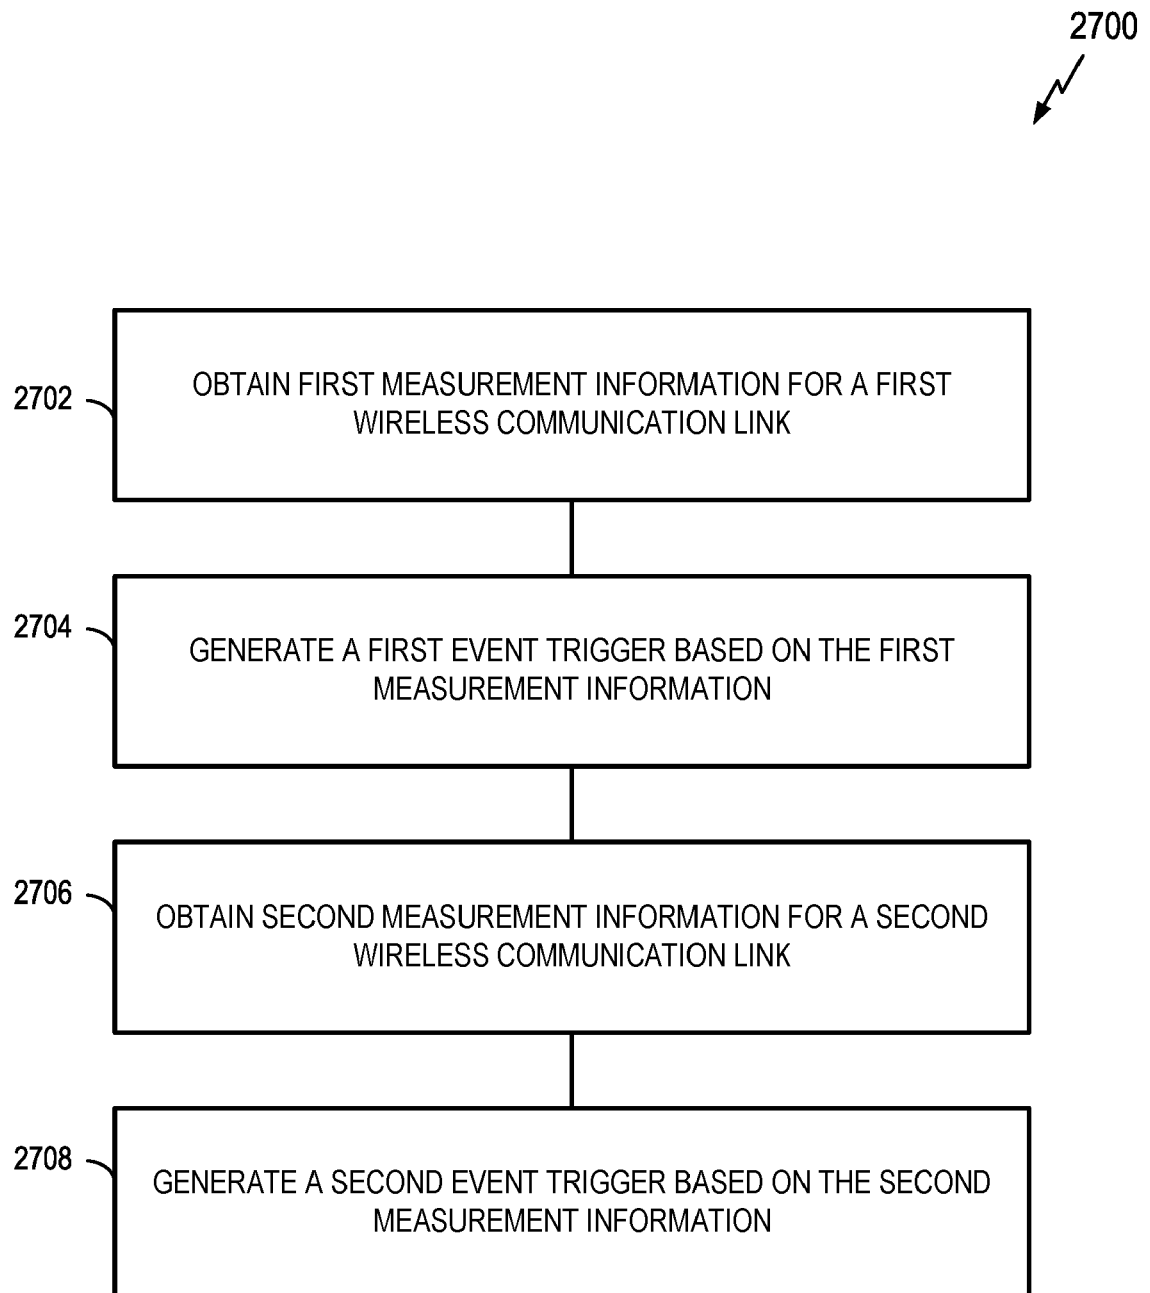 2700
2702
OBTAIN FIRST MEASUREMENT INFORMATION FOR A FIRST
WIRELESS COMMUNICATION LINK
2704
GENERATE A FIRST EVENT TRIGGER BASED ON THE FIRST
MEASUREMENT INFORMATION
2706
OBTAIN SECOND MEASUREMENT INFORMATION FOR A SECOND
WIRELESS COMMUNICATION LINK
2708
GENERATE A SECOND EVENT TRIGGER BASED ON THE SECOND
MEASUREMENT INFORMATION